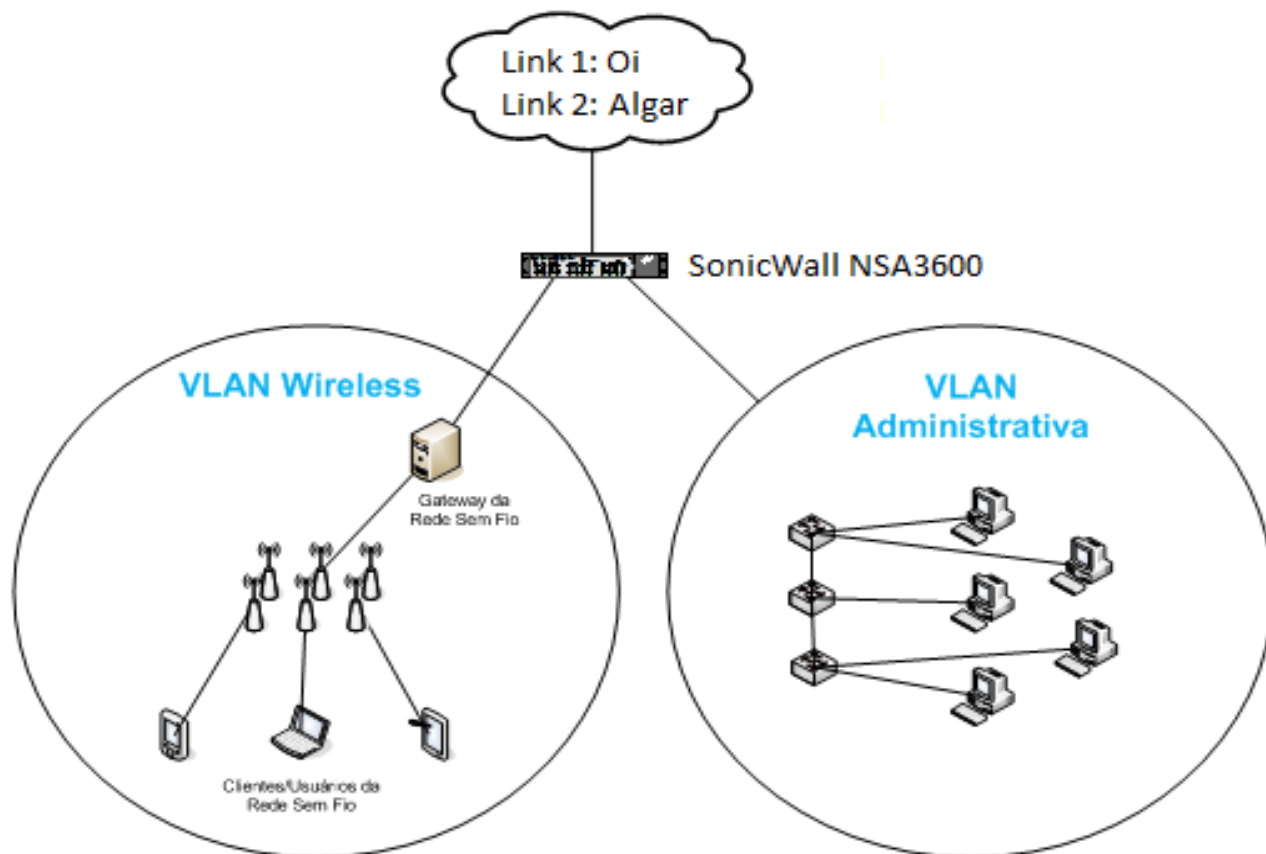 Link 1: Oi
Link 2: Algar
SonicWall NSA3600
VLAN Wireless
Gateway da
Rede Sem Fio
Clientes/Usuários da
Rede Sem Fio
VLAN
Administrativa